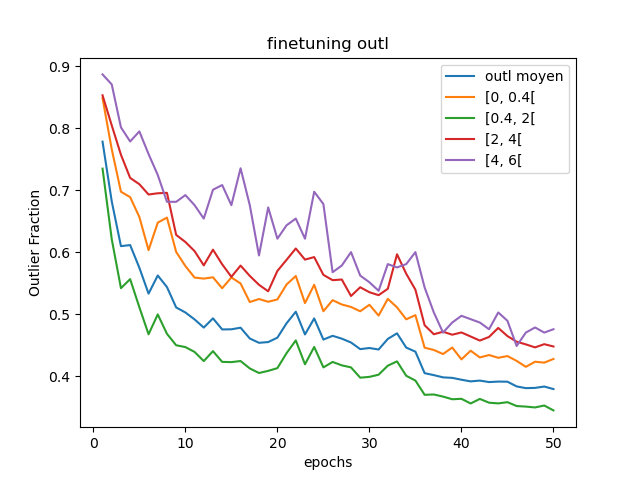 finetuning outl
outl moyen
[0, 0.4[
[0.4, 2[
[2, 4[
[4, 6[
Outlier Fraction
0.9
0.8
0.7
0.6
0.5
0.4
0 10 20 30 40 50
epochs